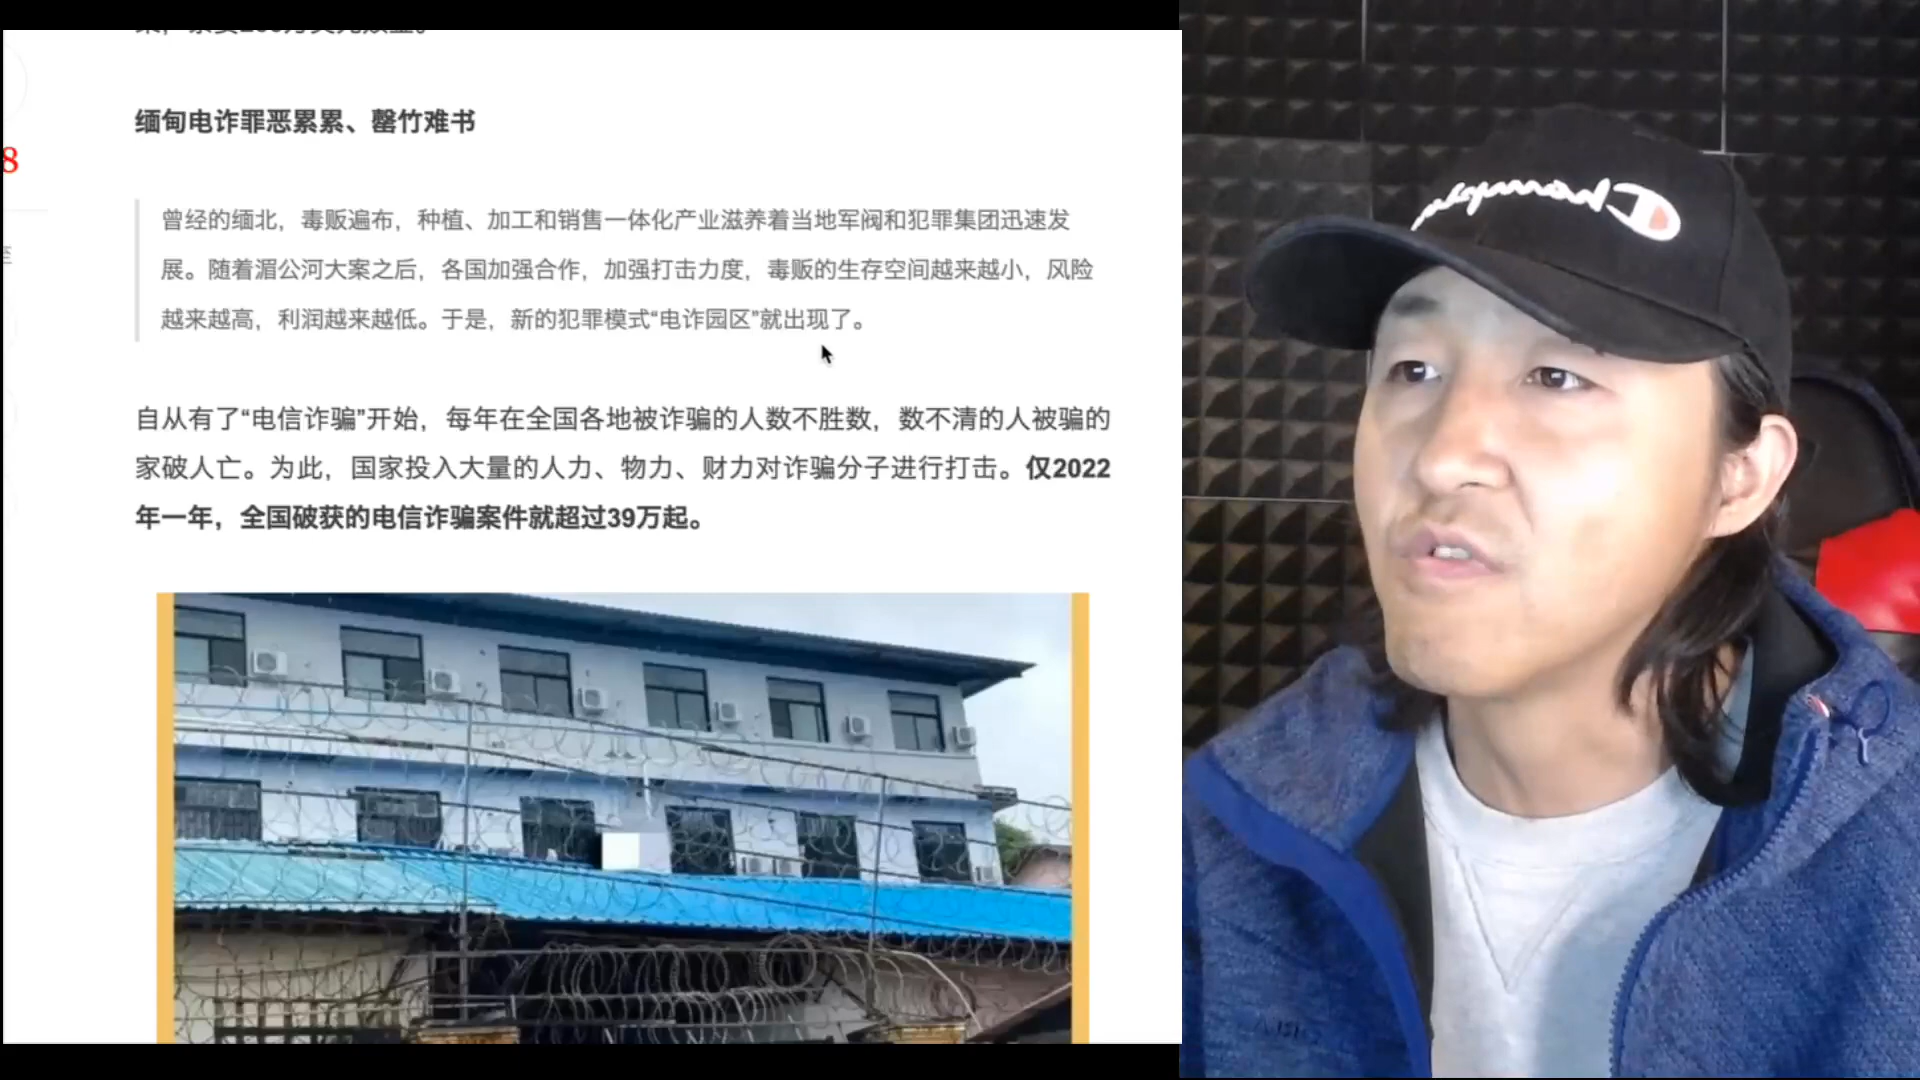 缅甸电诈罪恶累累、罄竹难书
8
曾经的缅北，毒贩遍布，种植、加工和销售一体化产业滋养着当地军阀和犯罪集团迅速发
展。随着湄公河大案之后，各国加强合作，加强打击力度，毒贩的生存空间越来越小，风险
越来越高，利润越来越低。于是，新的犯罪模式“电诈园区”就出现了。
自从有了“电信诈骗”开始，每年在全国各地被诈骗的人数不胜数，数不清的人被骗的
家破人亡。为此，国家投入大量的人力、物力、财力对诈骗分子进行打击。仅2022
年一年，全国破获的电信诈骗案件就超过39万起。
Champion